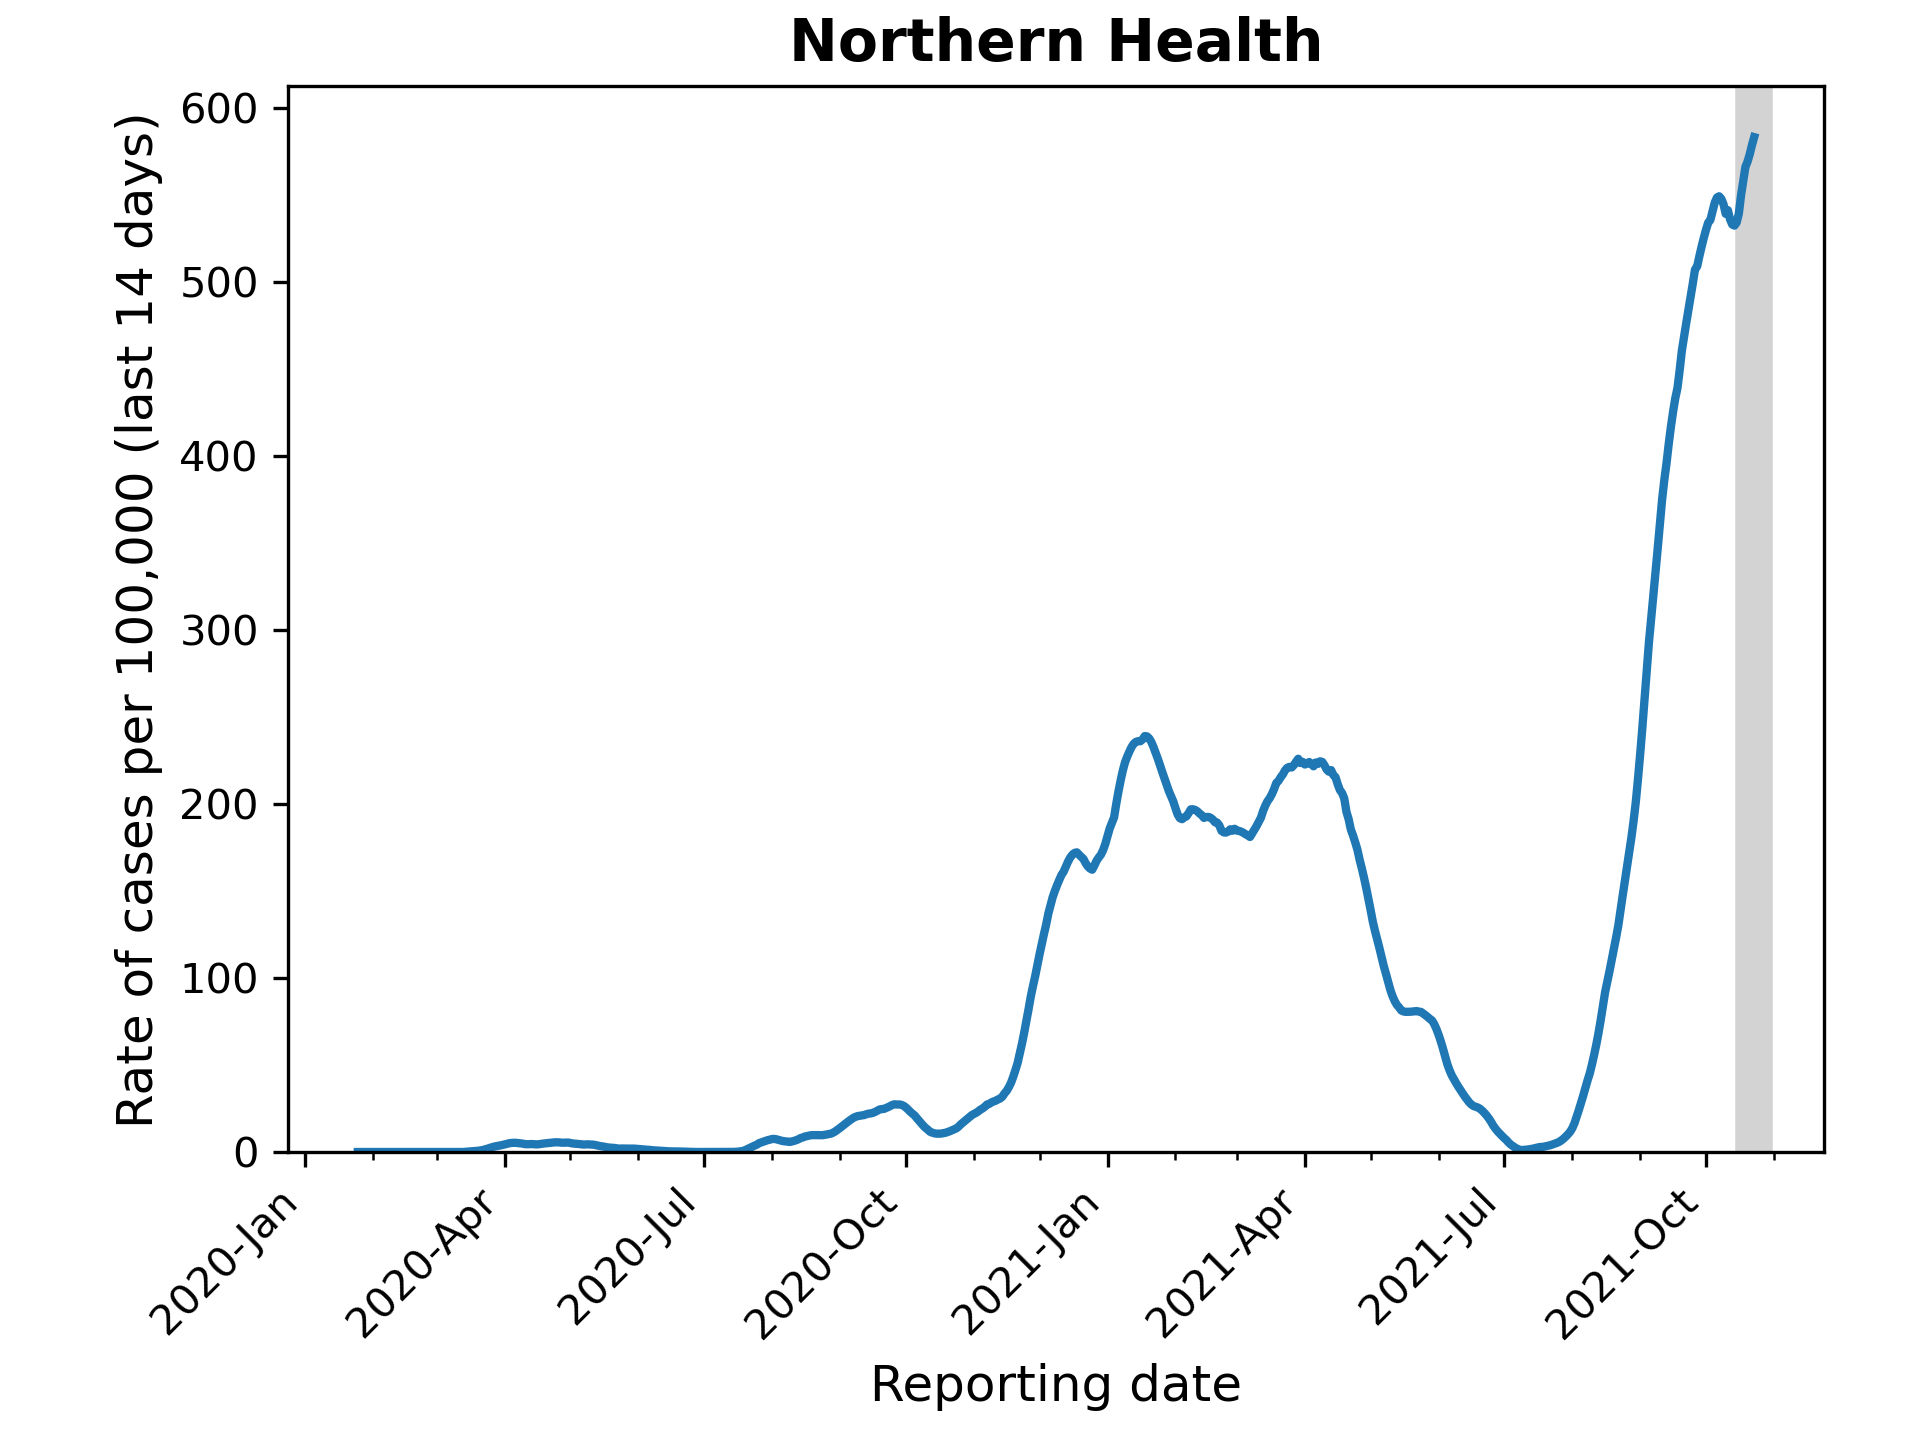 Northern Health
Rate of cases per 100,000 (last 14 days)
600
500
400
300
200
100
0
2020-Jan
2020-Apr
2020-Jul
2020-Oct
2021-Jan
2021-Apr
2021-Jul
2021-Oct
Reporting date